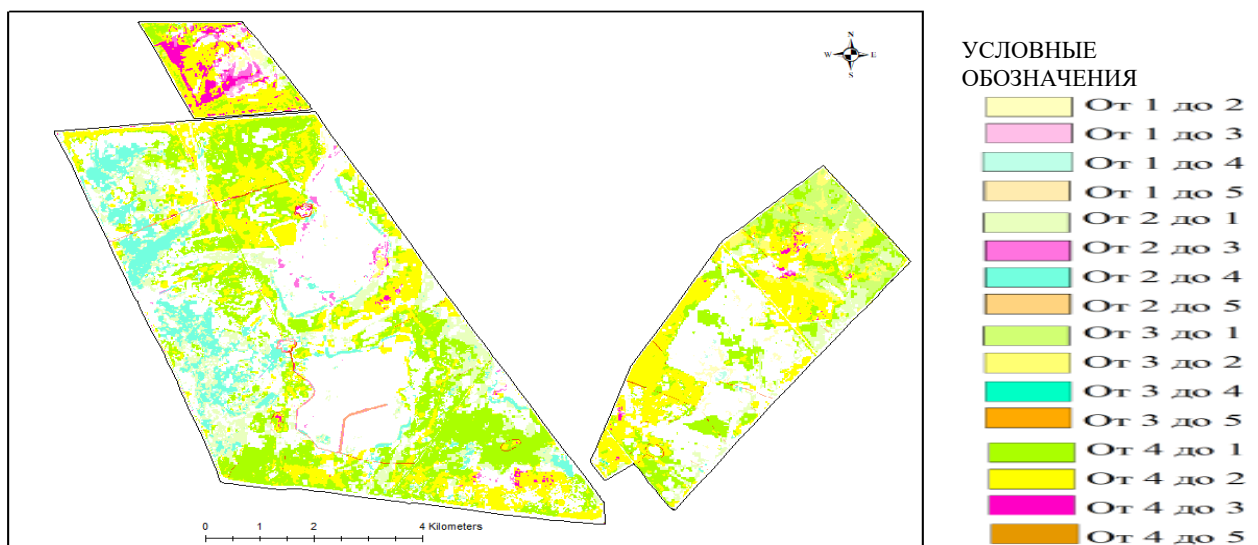 N
W E
S
0 1 2 4 Kilometers
УСЛОВНЫЕ
ОБОЗНАЧЕНИЯ
От 1 до 2
От 1 до 3
От 1 до 4
От 1 до 5
От 2 до 1
От 2 до 3
От 2 до 4
От 2 до 5
От 3 до 1
От 3 до 2
От 3 до 4
От 3 до 5
От 4 до 1
От 4 до 2
От 4 до 3
От 4 до 5